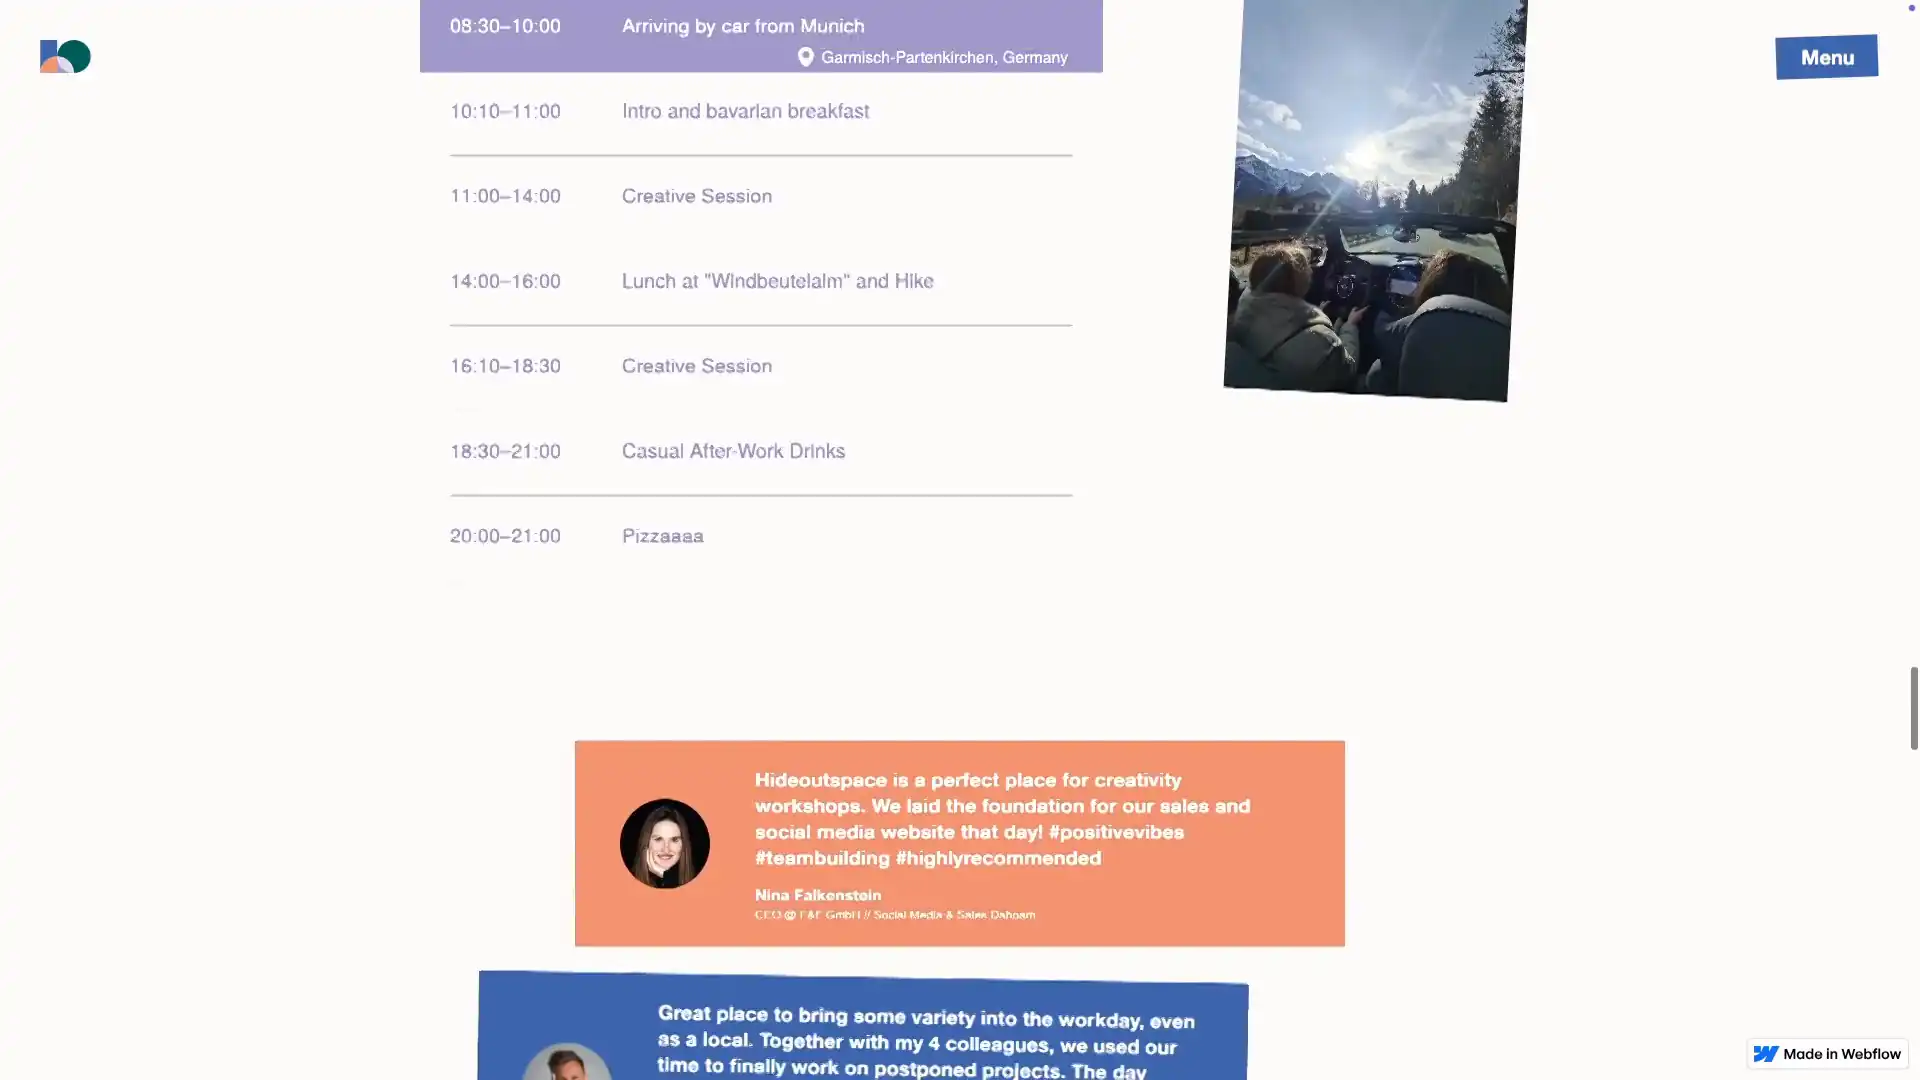 08:30–10:00 Arriving by car from Munich
Garmisch-Partenkirchen, Germany
Menu
10:10–11:00 Intro and bavarian breakfast
11:00–14:00 Creative Session
14:00–16:00 Lunch at "Windbeutelalm" and Hike
16:10–18:30 Creative Session
18:30–21:00 Casual After-Work Drinks
20:00–21:00 Pizzaaaa
Hideoutspace is a perfect place for creativity
workshops. We laid the foundation for our sales and
social media website that day! #positivevibes
#teambuilding #highlyrecommended
Nina Falkenstein
CEO @ F&F GmbH // Social Media & Sales Dahoam
Great place to bring some variety into the workday, even
as a local. Together with my 4 colleagues, we used our
time to finally work on postponed projects. The day
Made in Webflow